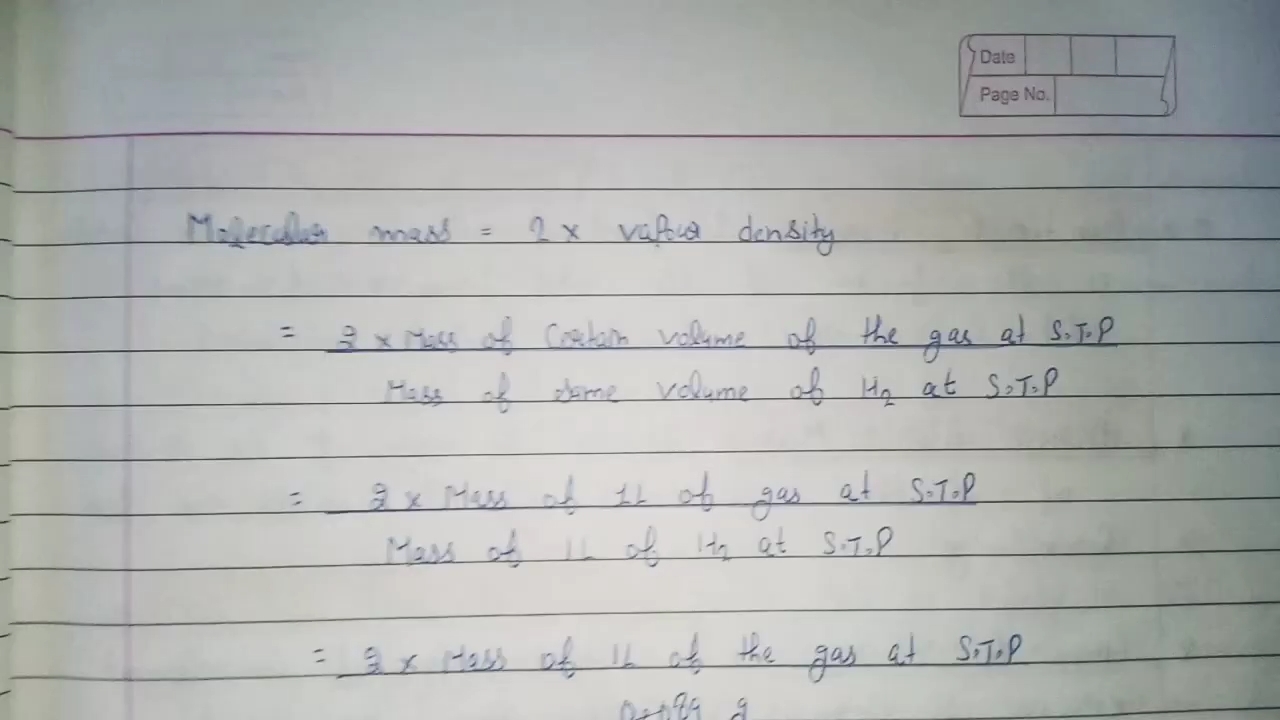 Date
Page No.
Molecular mass = 2 x vapour density
= 2 x Mass of Certain volume of the gas at S.T.P
Mass of same volume of H2 at S.T.P
= 2 x Mass of 1L of gas at S.T.P
Mass of 1L of H2 at S.T.P
= 2 x Mass of 1L of the gas at S.T.P
g